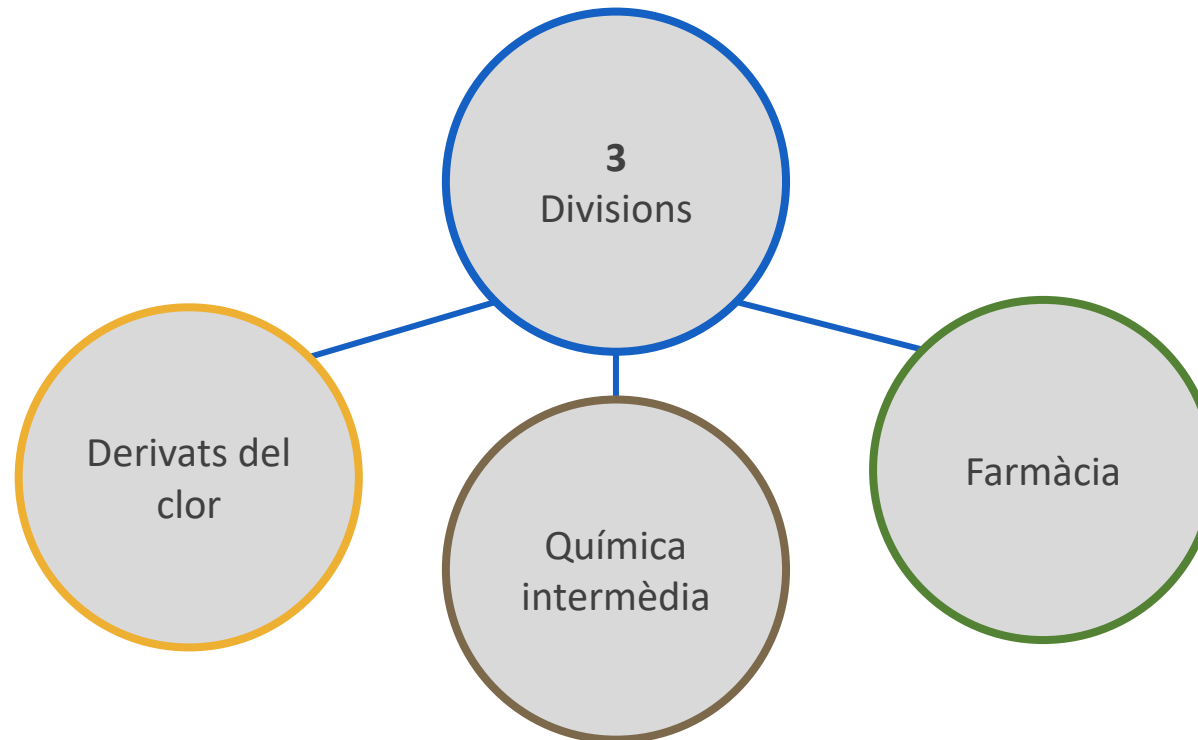 3
Divisions
Derivats del
clor
Química
intermèdia
Farmàcia